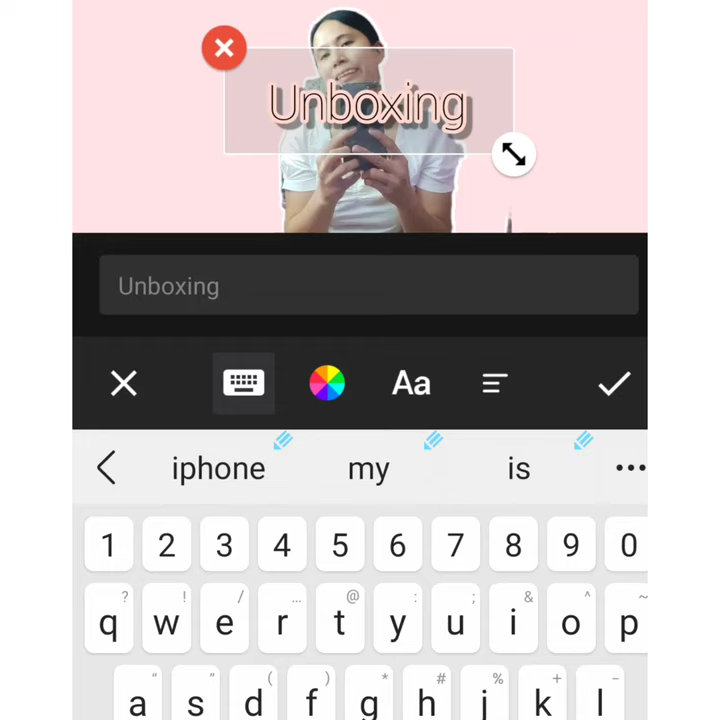 Unboxing
Unboxing
Aa
iphone my is
1 2 3 4 5 6 7 8 9 0
? ! / … @ : ; & ^ ~
q w e r t y u i o p
" " ( ) * # % + -
a s d f g h j k l